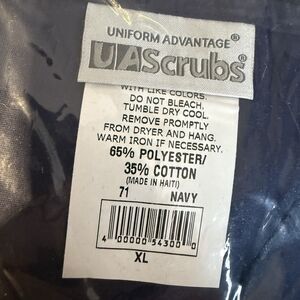 UNIFORM ADVANTAGE®
UAScrubs®
WITH LIKE COLORS.
DO NOT BLEACH.
TUMBLE DRY COOL.
REMOVE PROMPTLY
FROM DRYER AND HANG.
WARM IRON IF NECESSARY.
65% POLYESTER/
35% COTTON
(MADE IN HAITI)
71 NAVY
4 00000 54300 0
XL